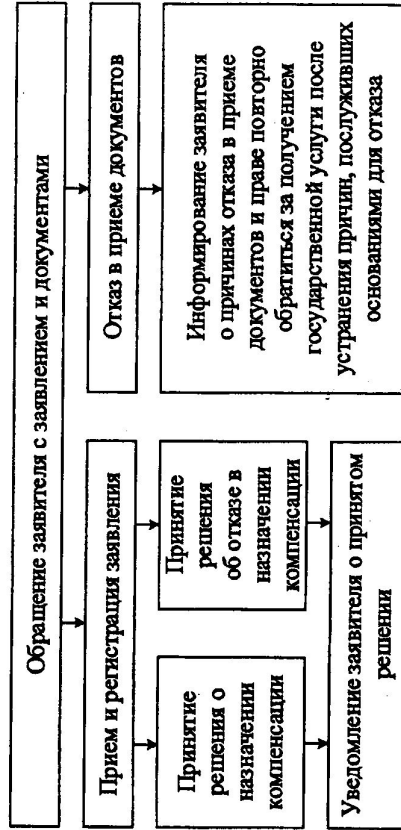 Обращение заявителя с заявлением и документами
Прием и регистрация заявления
Отказ в приеме документов
Принятие
решения о
назначении
компенсации
Принятие
решения
об отказе в
назначении
компенсации
Информирование заявителя
о причинах отказа в приеме
документов и праве повторно
обратиться за получением
государственной услуги после
устранения причин, послуживших
основаниями для отказа
Уведомление заявителя о принятом
решении